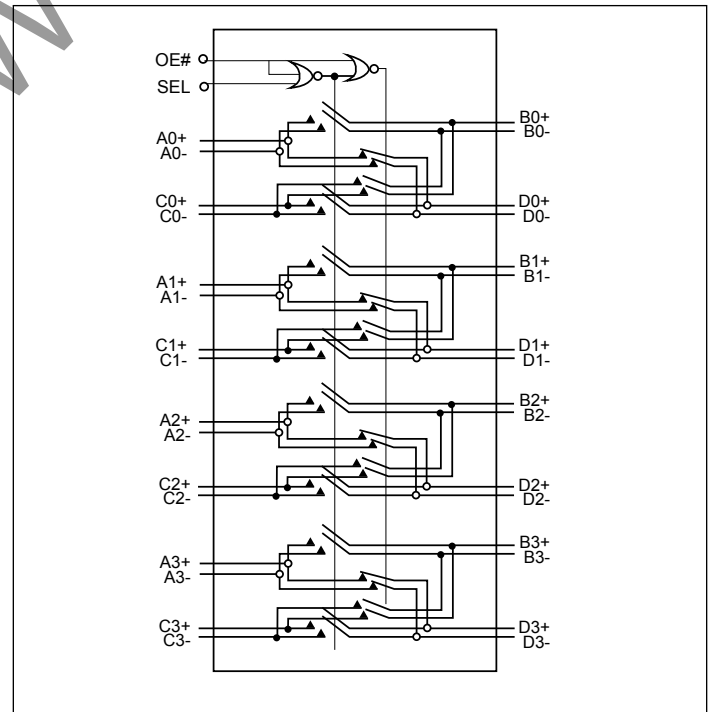 OE#
SEL
A0+
A0-
B0+
B0-
C0+
C0-
D0+
D0-
A1+
A1-
B1+
B1-
C1+
C1-
D1+
D1-
A2+
A2-
B2+
B2-
C2+
C2-
D2+
D2-
A3+
A3-
B3+
B3-
C3+
C3-
D3+
D3-